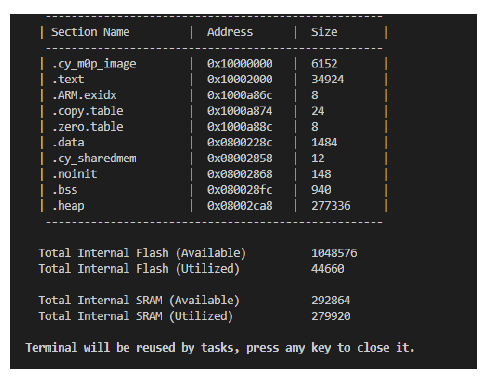 -------------------------------------------------
| Section Name | Address | Size |
-------------------------------------------------
| .cy_m0p_image | 0x10000000 | 6152 |
| .text | 0x10002000 | 34924 |
| .ARM.exidx | 0x1000a86c | 8 |
| .copy.table | 0x1000a874 | 24 |
| .zero.table | 0x1000a88c | 8 |
| .data | 0x0800228c | 1484 |
| .cy_sharedmem | 0x08002858 | 12 |
| .noinit | 0x08002868 | 148 |
| .bss | 0x080028fc | 940 |
| .heap | 0x08002ca8 | 277336 |
-------------------------------------------------
Total Internal Flash (Available) 1048576
Total Internal Flash (Utilized) 44660
Total Internal SRAM (Available) 292864
Total Internal SRAM (Utilized) 279920
Terminal will be reused by tasks, press any key to close it.